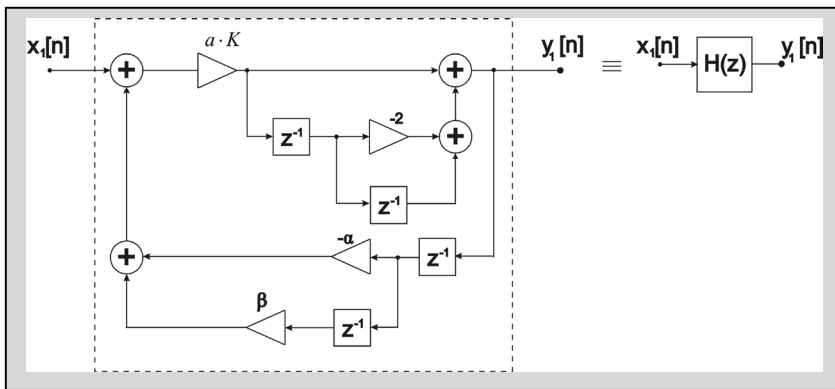 a · K
x₁[n] + + y₁[n] ≡ x₁[n] H(z) y₁[n]
-2
z⁻¹ +
z⁻¹
-α
+ z⁻¹
β
z⁻¹